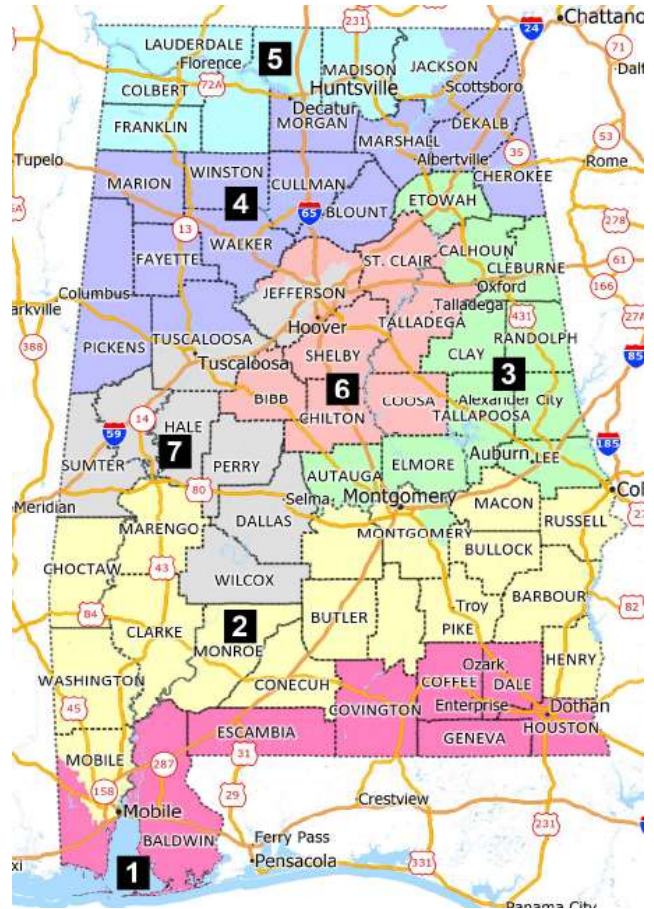 231
24
Chattano
LAUDERDALE
5
71
Florence
MADISON
JACKSON
Dalt
72A
Huntsville
COLBERT
Scottsboro
Decatur
MORGAN
FRANKLIN
DEKALB
53
MARSHALL
35
Rome
Tupelo
WINSTON
Albertville
CHEROKEE
MARION
CULLMAN
4
ETOWAH
278
65
BLOUNT
13
WALKER
CALHOUN
ST. CLAIR
CLEBURNE
61
FAYETTE
JEFFERSON
Oxford
166
Columbus
Talladega
arkville
Hoover
TALLADEGA
431
27A
TUSCALOOSA
RANDOLPH
388
PICKENS
Tuscaloosa
SHELBY
CLAY
85
6
3
BIBB
COOSA
Alexander City
14
CHILTON
TALLAPOOSA
59
HALE
7
Auburn
185
SUMTER
PERRY
ELMORE
LEE
AUTAUGA
80
Selma
Montgomery
Col
Meridian
MACON
MARENGO
DALLAS
RUSSELL
MONTGOMERY
BULLOCK
CHOCTAW
43
WILCOX
BARBOUR
84
2
BUTLER
Troy
82
CLARKE
PIKE
MONROE
HENRY
WASHINGTON
CONECUH
Ozark
COFFEE
DALE
45
COVINGTON
Enterprise
Dothan
ESCAMBIA
HOUSTON
GENEVA
MOBILE
31
287
158
29
Crestview
Mobile
231
BALDWIN
Ferry Pass
xi
Pensacola
331
1
Panama City